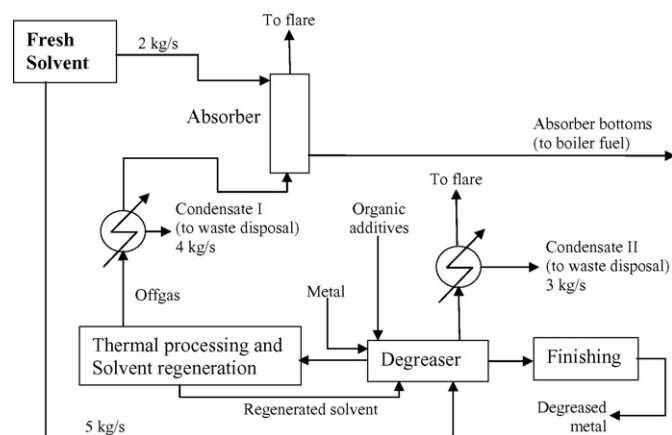 To flare
Fresh
Solvent
2 kg/s
Absorber
Absorber bottoms
(to boiler fuel)
To flare
Condensate I
(to waste disposal)
4 kg/s
Organic
additives
Condensate II
(to waste disposal)
3 kg/s
Offgas
Metal
Thermal processing and
Solvent regeneration
Degreaser
Finishing
Regenerated solvent
Degreased
metal
5 kg/s